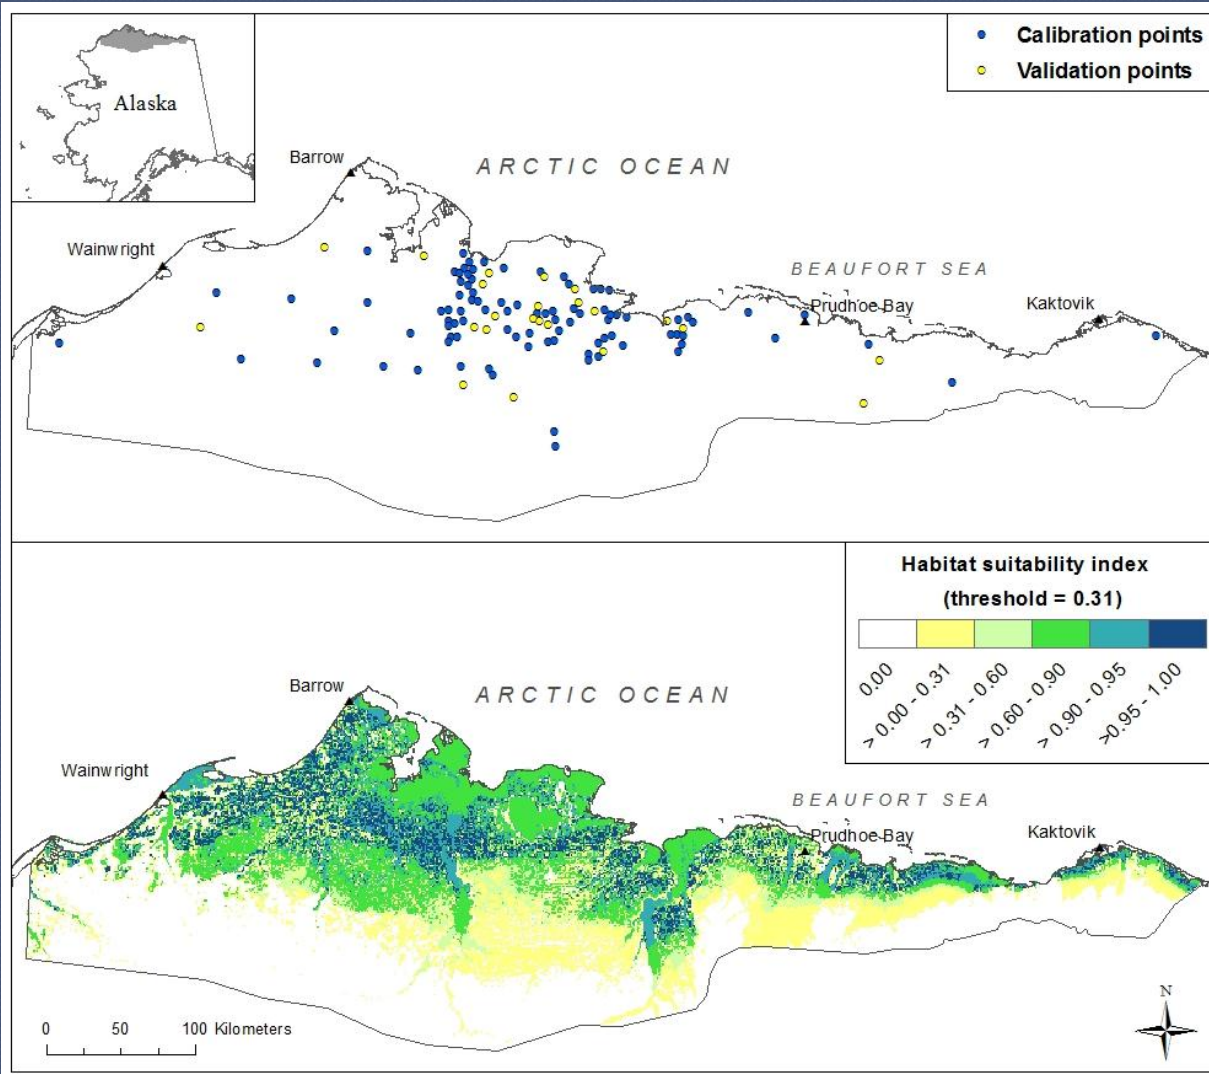 Calibration points
Validation points
Alaska
Barrow
ARCTIC OCEAN
Wainwright
BEAUFORT SEA
Prudhoe Bay
Kaktovik
Habitat suitability index
(threshold = 0.31)
0.00
> 0.00 - 0.31
> 0.31 - 0.60
> 0.60 - 0.90
> 0.90 - 0.95
>0.95 - 1.00
Barrow
ARCTIC OCEAN
Wainwright
BEAUFORT SEA
Prudhoe Bay
Kaktovik
N
0 50 100 Kilometers